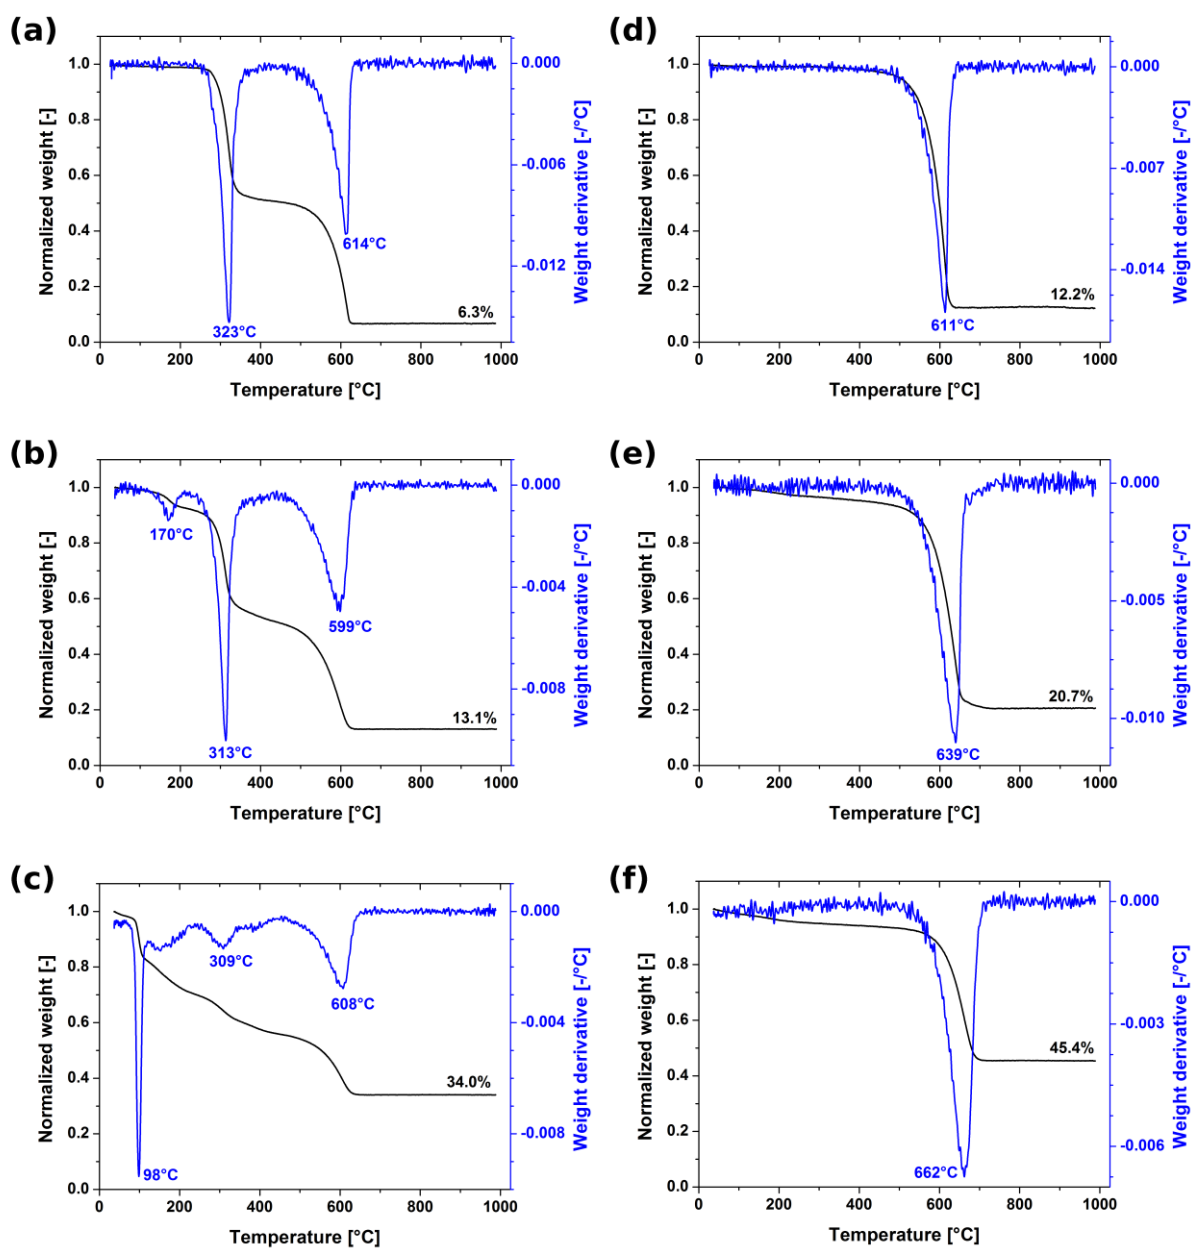 (a)
1.0
0.8
0.6
0.4
0.2
0.0
0 200 400 600 800 1000
Normalized weight [-]
Temperature [°C]
0.000
-0.006
-0.012
Weight derivative [-/°C]
323°C
614°C
6.3%
(d)
1.0
0.8
0.6
0.4
0.2
0.0
0 200 400 600 800 1000
Normalized weight [-]
Temperature [°C]
0.000
-0.007
-0.014
Weight derivative [-/°C]
611°C
12.2%
(b)
1.0
0.8
0.6
0.4
0.2
0.0
0 200 400 600 800 1000
Normalized weight [-]
Temperature [°C]
0.000
-0.004
-0.008
Weight derivative [-/°C]
170°C
313°C
599°C
13.1%
(e)
1.0
0.8
0.6
0.4
0.2
0.0
0 200 400 600 800 1000
Normalized weight [-]
Temperature [°C]
0.000
-0.005
-0.010
Weight derivative [-/°C]
639°C
20.7%
(c)
1.0
0.8
0.6
0.4
0.2
0.0
0 200 400 600 800 1000
Normalized weight [-]
Temperature [°C]
0.000
-0.004
-0.008
Weight derivative [-/°C]
98°C
309°C
608°C
34.0%
(f)
1.0
0.8
0.6
0.4
0.2
0.0
0 200 400 600 800 1000
Normalized weight [-]
Temperature [°C]
0.000
-0.003
-0.006
Weight derivative [-/°C]
662°C
45.4%